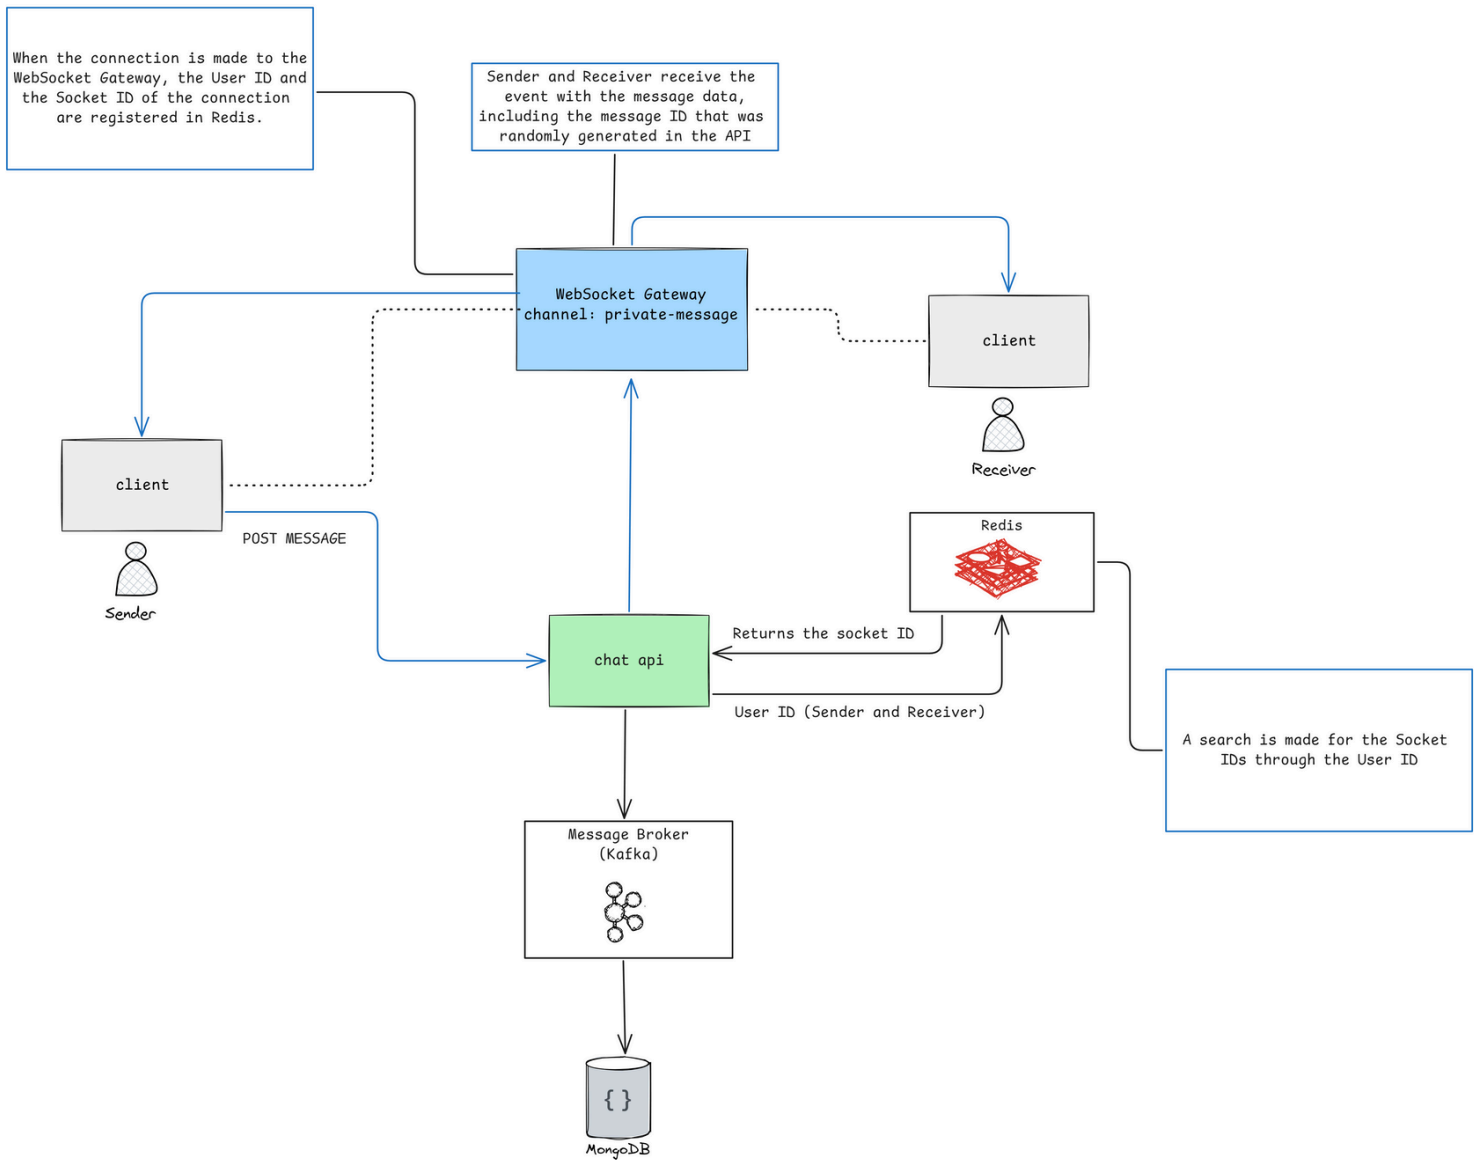 When the connection is made to the
WebSocket Gateway, the User ID and
the Socket ID of the connection
are registered in Redis.
Sender and Receiver receive the
event with the message data,
including the message ID that was
randomly generated in the API
WebSocket Gateway
channel: private-message
client
Receiver
client
POST MESSAGE
Sender
Redis
Returns the socket ID
chat api
User ID (Sender and Receiver)
A search is made for the Socket
IDs through the User ID
Message Broker
(Kafka)
{ }
MongoDB